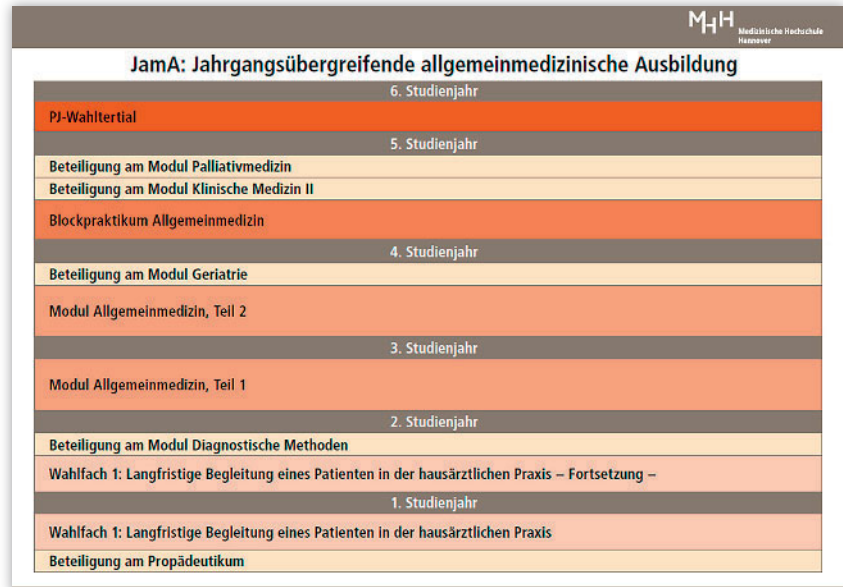 MHH Medizinische Hochschule
Hannover
JamA: Jahrgangsübergreifende allgemeinmedizinische Ausbildung
6. Studienjahr
PJ-Wahltertial
5. Studienjahr
Beteiligung am Modul Palliativmedizin
Beteiligung am Modul Klinische Medizin II
Blockpraktikum Allgemeinmedizin
4. Studienjahr
Beteiligung am Modul Geriatrie
Modul Allgemeinmedizin, Teil 2
3. Studienjahr
Modul Allgemeinmedizin, Teil 1
2. Studienjahr
Beteiligung am Modul Diagnostische Methoden
Wahlfach 1: Langfristige Begleitung eines Patienten in der hausärztlichen Praxis – Fortsetzung –
1. Studienjahr
Wahlfach 1: Langfristige Begleitung eines Patienten in der hausärztlichen Praxis
Beteiligung am Propädeutikum